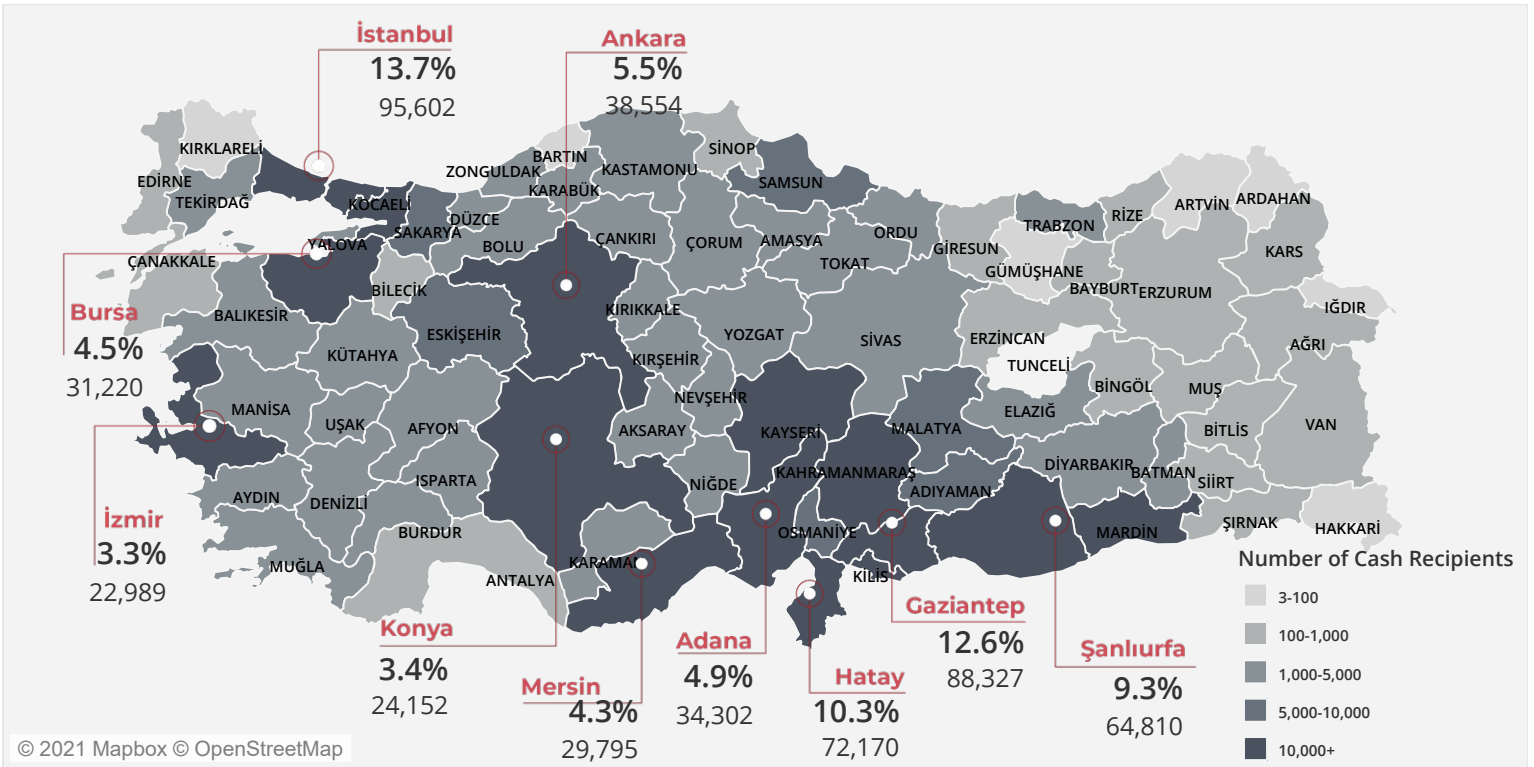 İstanbul
13.7%
95,602
Ankara
5.5%
38,554
KIRKLARELİ
EDİRNE
TEKİRDAĞ
KOCAELİ
YALOVA
SAKARYA
DÜZCE
BOLU
ZONGULDAK
BARTIN
KARABÜK
KASTAMONU
SİNOP
SAMSUN
ÇANKIRI
ÇORUM
AMASYA
TOKAT
ORDU
GİRESUN
TRABZON
RİZE
ARTVİN
ARDAHAN
KARS
GÜMÜŞHANE
BAYBURT
ERZURUM
IĞDIR
AĞRI
ÇANAKKALE
BALIKESİR
BİLECİK
ESKİŞEHİR
KÜTAHYA
KIRIKKALE
KIRŞEHİR
YOZGAT
SİVAS
ERZİNCAN
TUNCELİ
BİNGÖL
MUŞ
BİTLİS
VAN
Bursa
4.5%
31,220
MANİSA
UŞAK
AFYON
NEVŞEHİR
AKSARAY
KAYSERİ
MALATYA
ELAZIĞ
DİYARBAKIR
BATMAN
SİİRT
ŞIRNAK
HAKKARİ
İzmir
3.3%
22,989
AYDIN
DENİZLİ
ISPARTA
BURDUR
MUĞLA
ANTALYA
NİĞDE
KARAMAN
KAHRAMANMARAŞ
ADIYAMAN
OSMANİYE
KİLİS
MARDİN
Konya
3.4%
24,152
Mersin
4.3%
29,795
Adana
4.9%
34,302
Hatay
10.3%
72,170
Gaziantep
12.6%
88,327
Şanlıurfa
9.3%
64,810
Number of Cash Recipients
3-100
100-1,000
1,000-5,000
5,000-10,000
10,000+
© 2021 Mapbox © OpenStreetMap